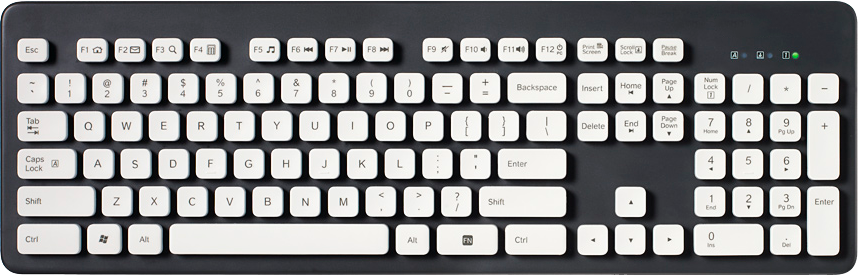 Esc F1 F2 F3 F4 F5 F6 F7 F8 F9 F10 F11 F12 PC Print Screen Scroll Lock Pause Break A 1
~ ` ! 1 @ 2 # 3 $ 4 % 5 ^ 6 & 7 * 8 ( 9 ) 0 — - + = Backspace Insert Home Page Up Num Lock 1 / * −
Tab Q W E R T Y U I O P { [ } ] | \ Delete End Page Down 7 Home 8 9 Pg Up +
Caps Lock A A S D F G H J K L : ; " ' Enter 4 5 6
Shift Z X C V B N M < , > . ? / Shift 1 End 2 3 Pg Dn Enter
Ctrl Alt Alt FN Ctrl 0 Ins . Del